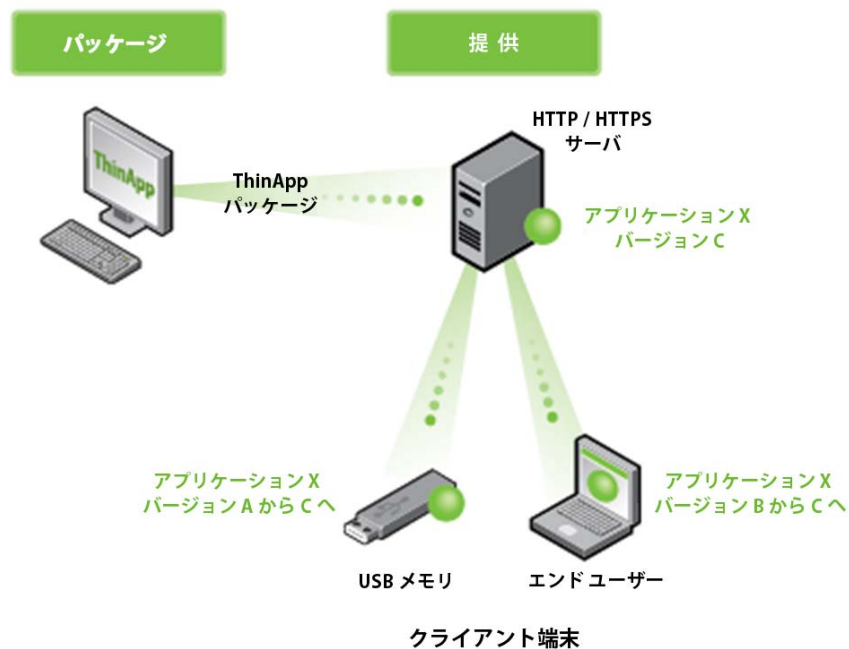 パッケージ
提 供
HTTP / HTTPS
サーバ
ThinApp
ThinApp
パッケージ
アプリケーション X
バージョン C
アプリケーション X
バージョン A から C へ
アプリケーション X
バージョン B から C へ
USB メモリ
エンド ユーザー
クライアント端末